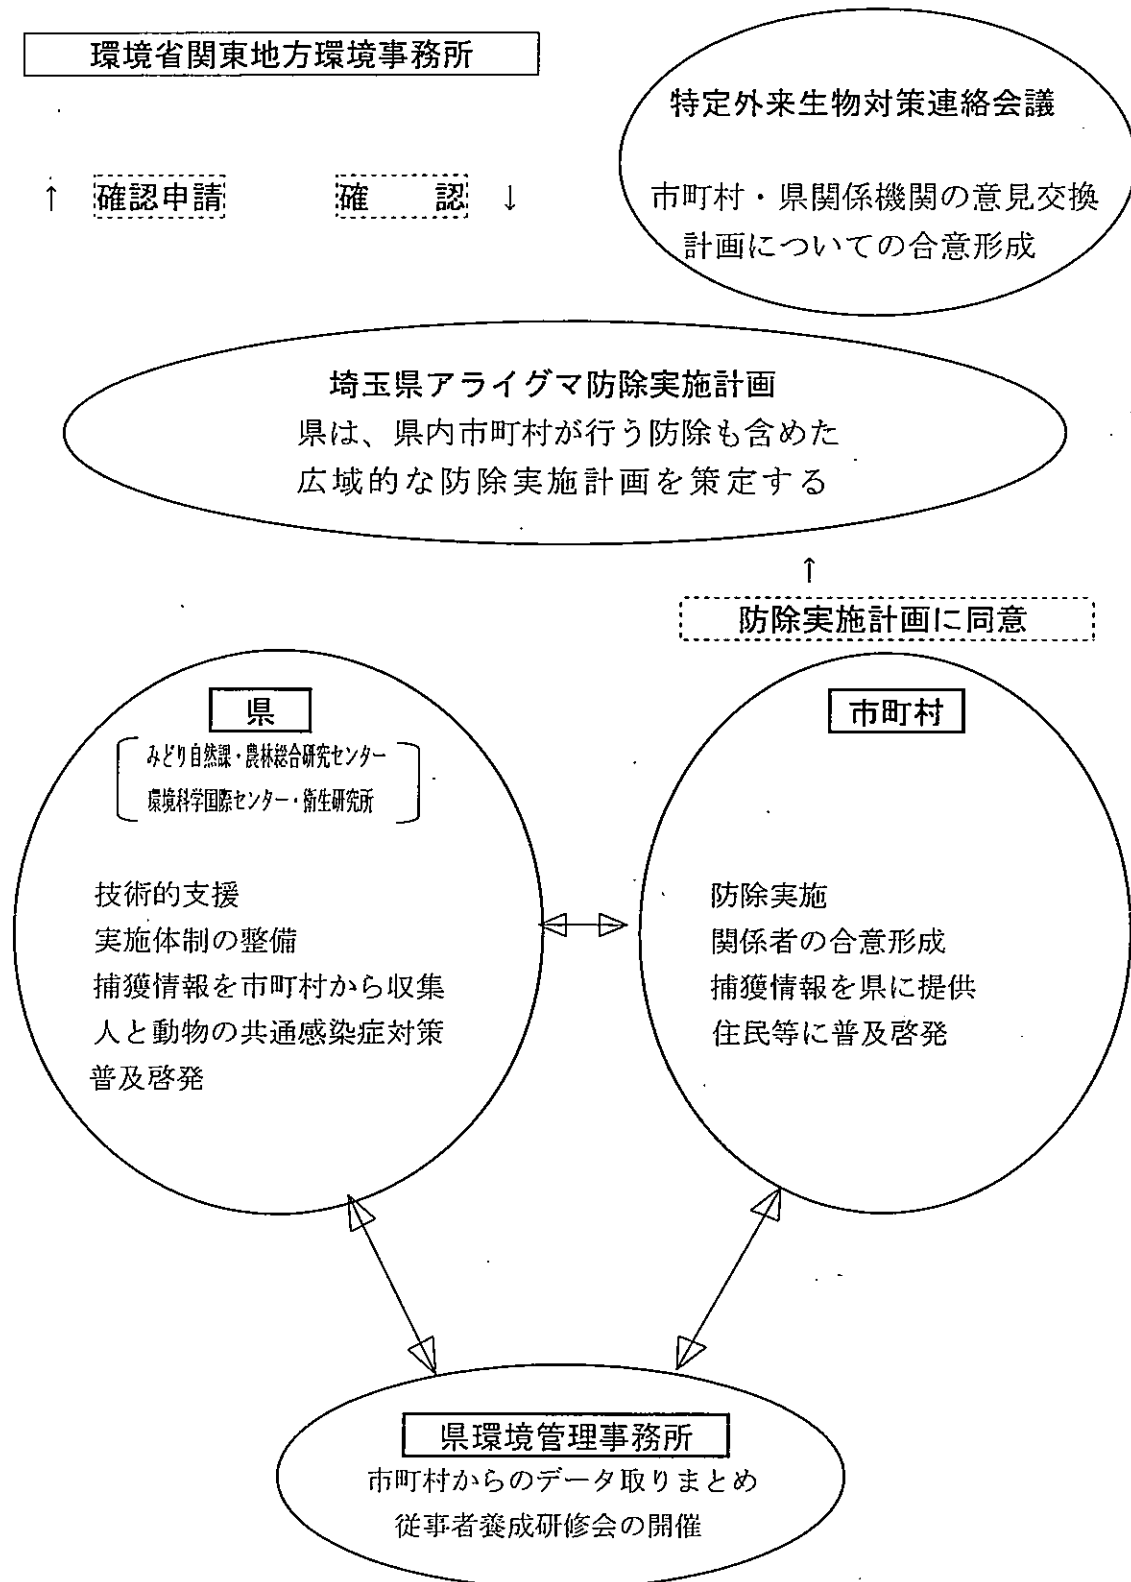 環境省関東地方環境事務所
特定外来生物対策連絡会議
↑ 確認申請 確 認 ↓
市町村・県関係機関の意見交換
計画についての合意形成
埼玉県アライグマ防除実施計画
県は、県内市町村が行う防除も含めた
広域的な防除実施計画を策定する
↑
防除実施計画に同意
県
みどり自然課・農林総合研究センター
環境科学国際センター・衛生研究所
技術的支援
実施体制の整備
捕獲情報を市町村から収集
人と動物の共通感染症対策
普及啓発
市町村
防除実施
関係者の合意形成
捕獲情報を県に提供
住民等に普及啓発
県環境管理事務所
市町村からのデータ取りまとめ
従事者養成研修会の開催